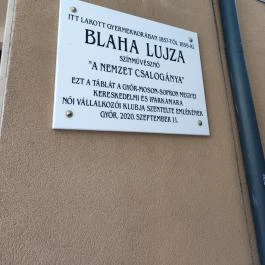 ITT LAKOTT GYERMEKKORÁBAN 1857-TŐL 1859-IG
BLAHA LUJZA
SZÍNMŰVÉSZNŐ
"A NEMZET CSALOGÁNYA"
EZT A TÁBLÁT A GYŐR-MOSON-SOPRON MEGYEI
KERESKEDELMI ÉS IPARKAMARA
NŐI VÁLLALKOZÓI KLUBJA SZENTELTE EMLÉKÉNEK
GYŐR, 2020. SZEPTEMBER 11.